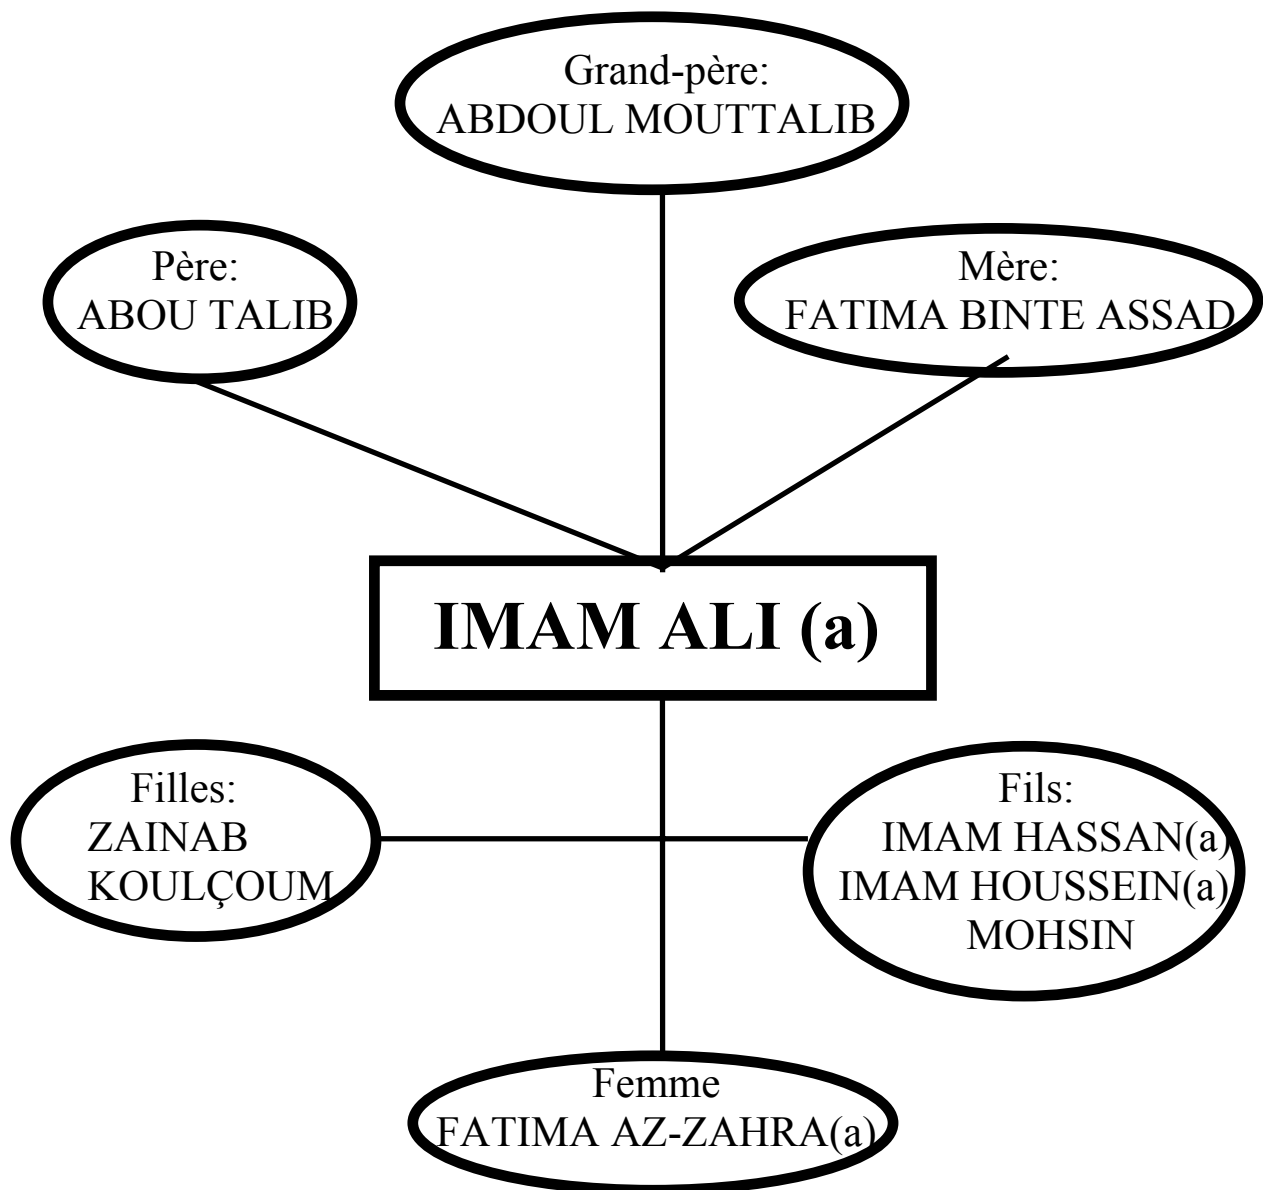 Grand-père:
ABDOUL MOUTTALIB
Père:
ABOU TALIB
Mère:
FATIMA BINTE ASSAD
IMAM ALI (a)
Filles:
ZAINAB
KOULÇOUM
Fils:
IMAM HASSAN(a)
IMAM HOUSSEIN(a)
MOHSIN
Femme
FATIMA AZ-ZAHRA(a)